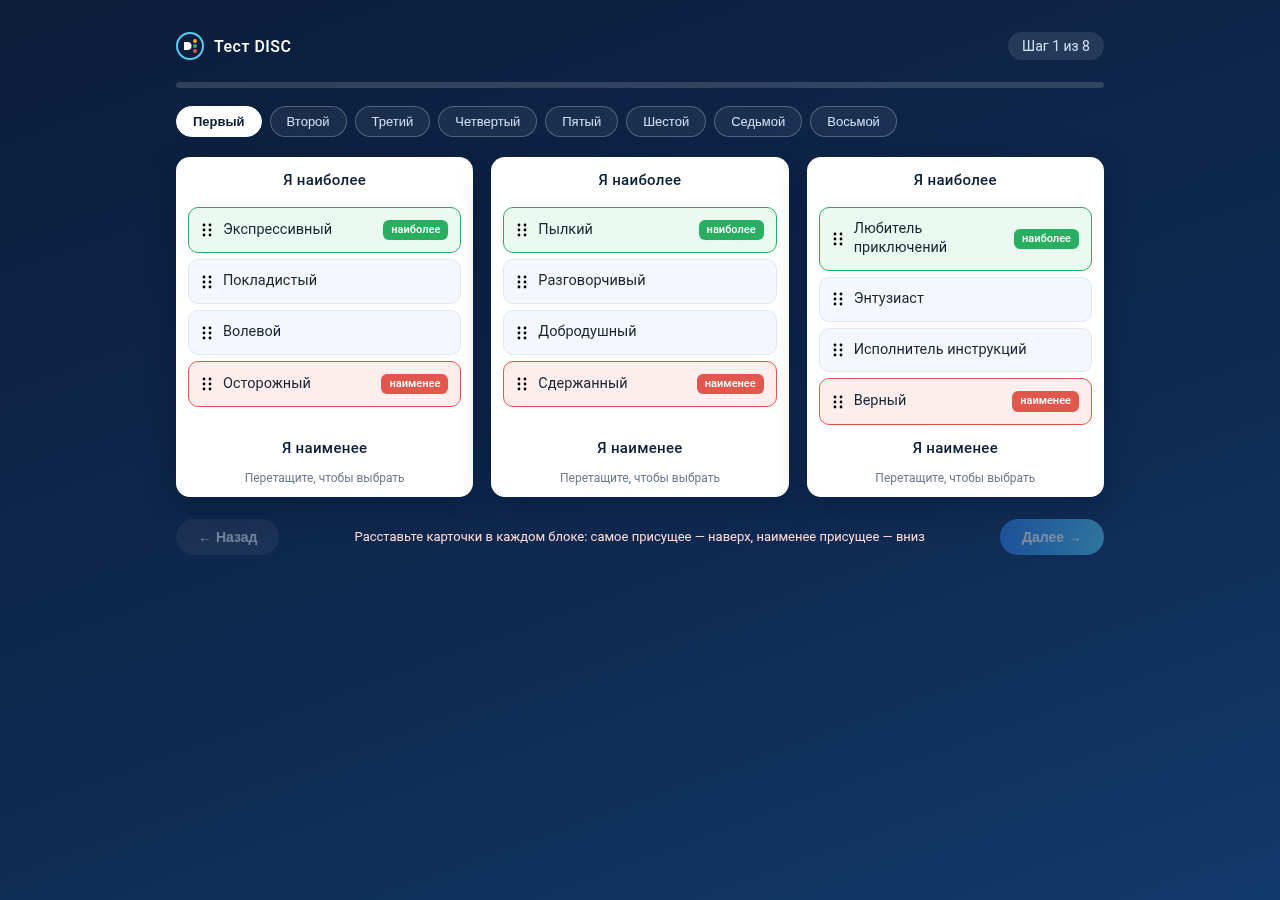 Тест DISC
Шаг 1 из 8
Первый
Второй
Третий
Четвертый
Пятый
Шестой
Седьмой
Восьмой
Я наиболее
Экспрессивный
наиболее
Покладистый
Волевой
Осторожный
наименее
Я наименее
Перетащите, чтобы выбрать
Я наиболее
Пылкий
наиболее
Разговорчивый
Добродушный
Сдержанный
наименее
Я наименее
Перетащите, чтобы выбрать
Я наиболее
Любитель
приключений
наиболее
Энтузиаст
Исполнитель инструкций
Верный
наименее
Я наименее
Перетащите, чтобы выбрать
← Назад
Расставьте карточки в каждом блоке: самое присущее — наверх, наименее присущее — вниз
Далее →